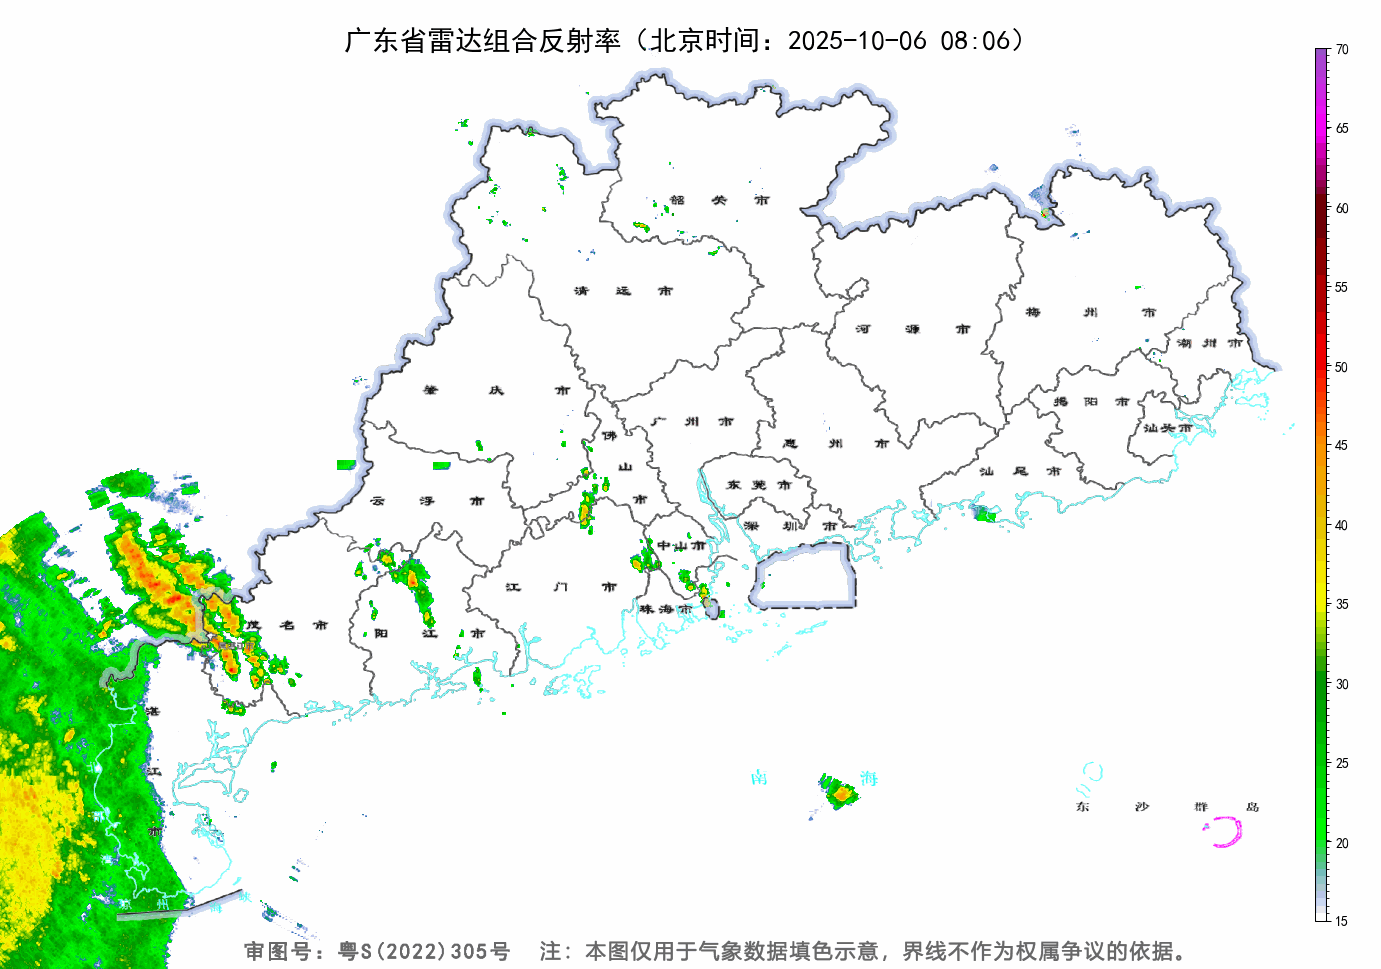 广东省雷达组合反射率（北京时间：2025-10-06 08:06）
70
65
60
55
50
45
40
35
30
25
20
15
韶关市
清远市
河源市
梅州市
潮州市
肇庆市
广州市
佛山市
惠州市
揭阳市
汕头市
汕尾市
东莞市
云浮市
深圳市
中山市
江门市
珠海市
茂名市
阳江市
湛江市
南海
东沙群岛
琼州海峡
审图号：粤S(2022)305号 注：本图仅用于气象数据填色示意，界线不作为权属争议的依据。